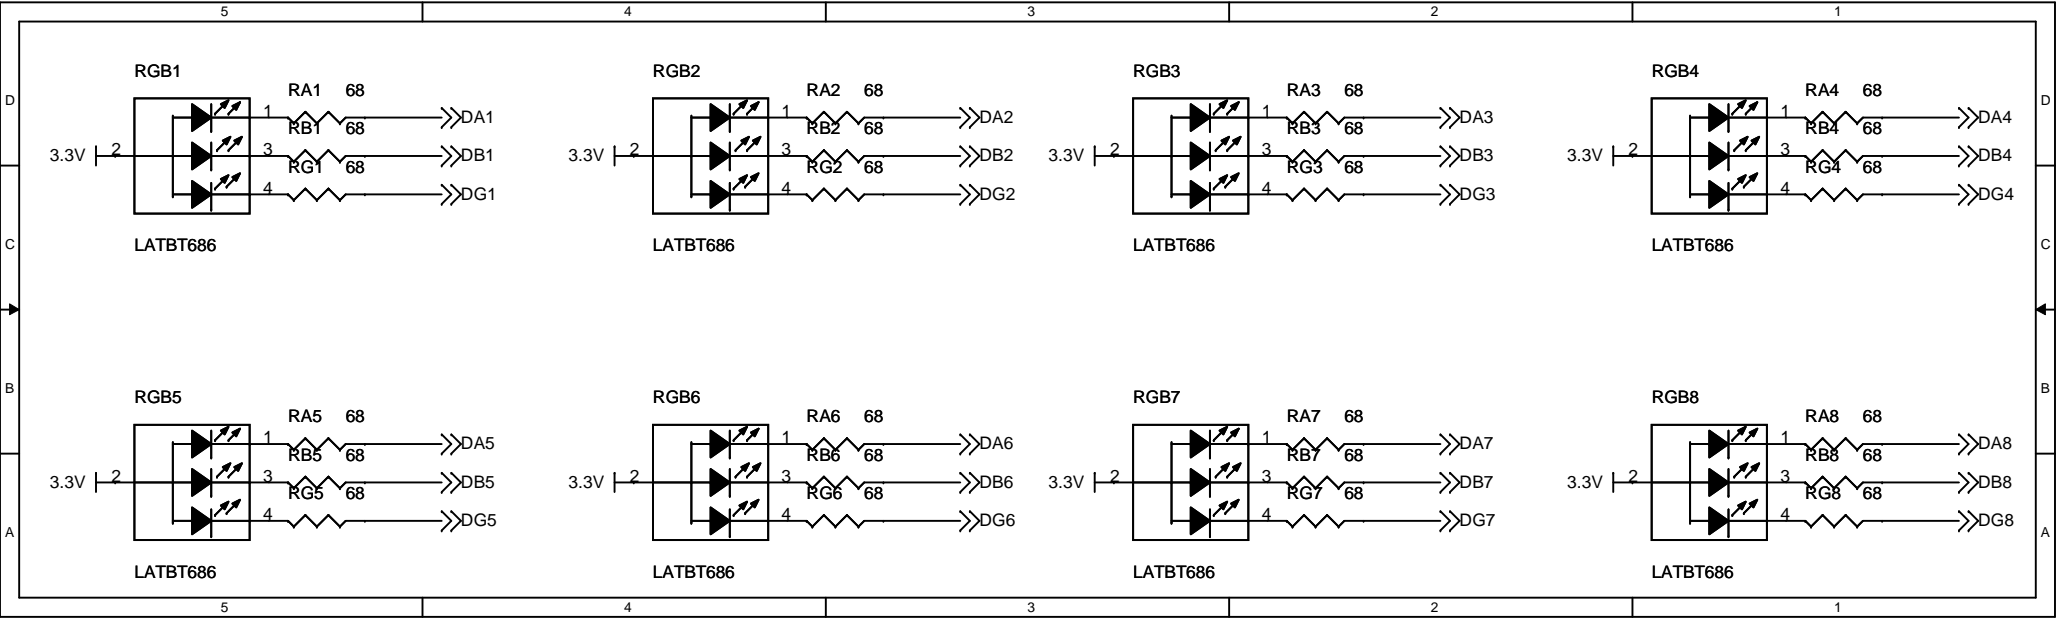 5 4 3 2 1
D D
RGB1 RGB2 RGB3 RGB4
RA1 68 RA2 68 RA3 68 RA4 68
1 DA1 1 DA2 1 DA3 1 DA4
RB1 68 RB2 68 RB3 68 RB4 68
3.3V 2 3 DB1 3.3V 2 3 DB2 3.3V 2 3 DB3 3.3V 2 3 DB4
RG1 68 RG2 68 RG3 68 RG4 68
4 DG1 4 DG2 4 DG3 4 DG4
C LATBT686 LATBT686 LATBT686 LATBT686 C
B RGB5 RGB6 RGB7 RGB8 B
RA5 68 RA6 68 RA7 68 RA8 68
1 DA5 1 DA6 1 DA7 1 DA8
RB5 68 RB6 68 RB7 68 RB8 68
3.3V 2 3 DB5 3.3V 2 3 DB6 3.3V 2 3 DB7 3.3V 2 3 DB8
RG5 68 RG6 68 RG7 68 RG8 68
4 DG5 4 DG6 4 DG7 4 DG8
A A
LATBT686 LATBT686 LATBT686 LATBT686
5 4 3 2 1